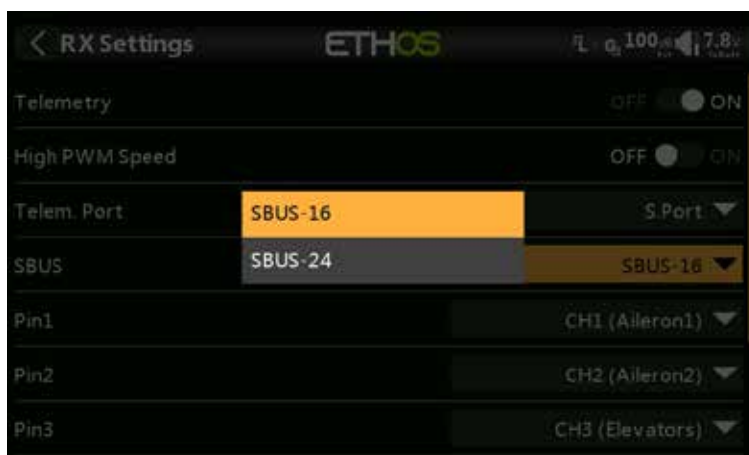 RX Settings ETHOS 100 7.8v
Telemetry OFF ON
High PWM Speed OFF ON
Telem. Port S.Port
SBUS-16
SBUS-24
SBUS SBUS-16
Pin1 CH1 (Aileron1)
Pin2 CH2 (Aileron2)
Pin3 CH3 (Elevators)